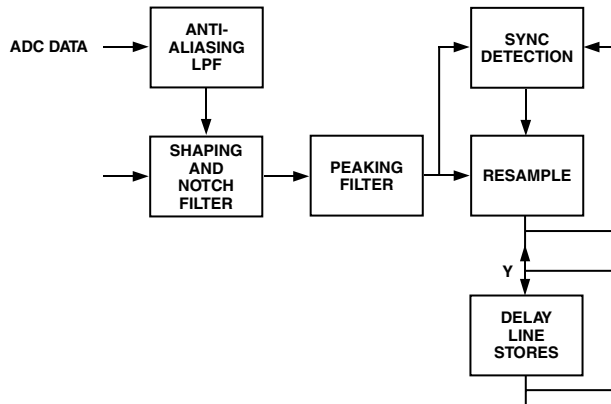 ADC DATA
ANTI-
ALIASING
LPF
SYNC
DETECTION
SHAPING
AND
NOTCH
FILTER
PEAKING
FILTER
RESAMPLE
Y
DELAY
LINE
STORES